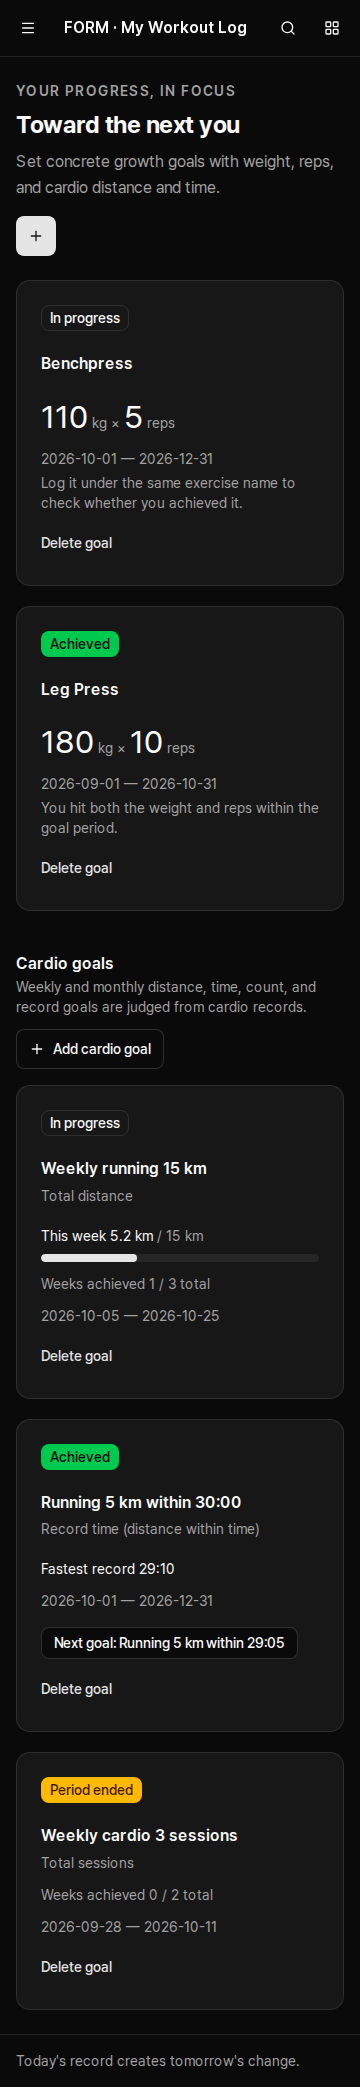 FORM · My Workout Log
YOUR PROGRESS, IN FOCUS
Toward the next you
Set concrete growth goals with weight, reps,
and cardio distance and time.
In progress
Benchpress
110 kg × 5 reps
2026-10-01 — 2026-12-31
Log it under the same exercise name to
check whether you achieved it.
Delete goal
Achieved
Leg Press
180 kg × 10 reps
2026-09-01 — 2026-10-31
You hit both the weight and reps within the
goal period.
Delete goal
Cardio goals
Weekly and monthly distance, time, count, and
record goals are judged from cardio records.
Add cardio goal
In progress
Weekly running 15 km
Total distance
This week 5.2 km / 15 km
Weeks achieved 1 / 3 total
2026-10-05 — 2026-10-25
Delete goal
Achieved
Running 5 km within 30:00
Record time (distance within time)
Fastest record 29:10
2026-10-01 — 2026-12-31
Next goal: Running 5 km within 29:05
Delete goal
Period ended
Weekly cardio 3 sessions
Total sessions
Weeks achieved 0 / 2 total
2026-09-28 — 2026-10-11
Delete goal
Today's record creates tomorrow's change.